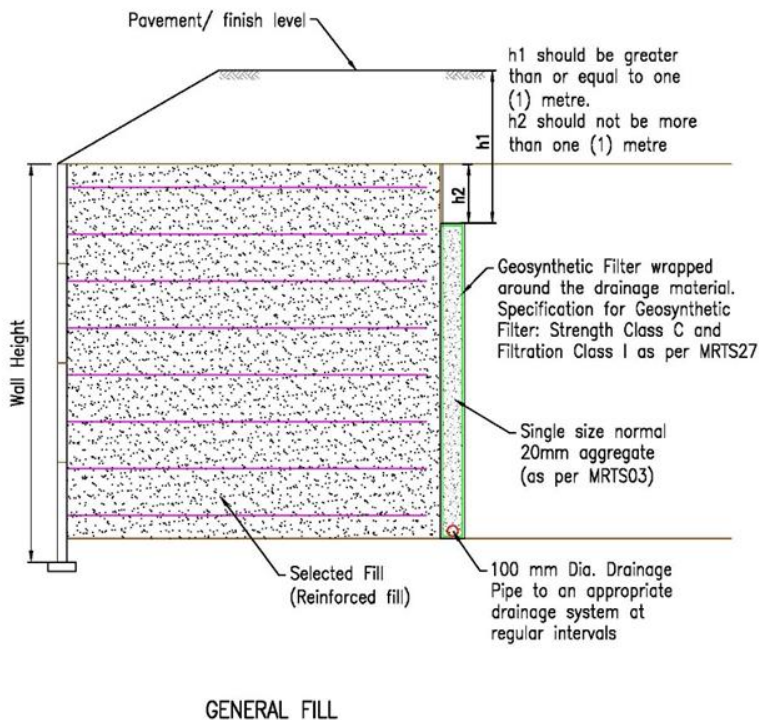 Pavement/ finish level
h1 should be greater
than or equal to one
(1) metre.
h2 should not be more
than one (1) metre
h1
h2
Geosynthetic Filter wrapped
around the drainage material.
Specification for Geosynthetic
Filter: Strength Class C and
Filtration Class I as per MRTS27
Wall Height
Single size normal
20mm aggregate
(as per MRTS03)
Selected Fill
(Reinforced fill)
100 mm Dia. Drainage
Pipe to an appropriate
drainage system at
regular intervals
GENERAL FILL